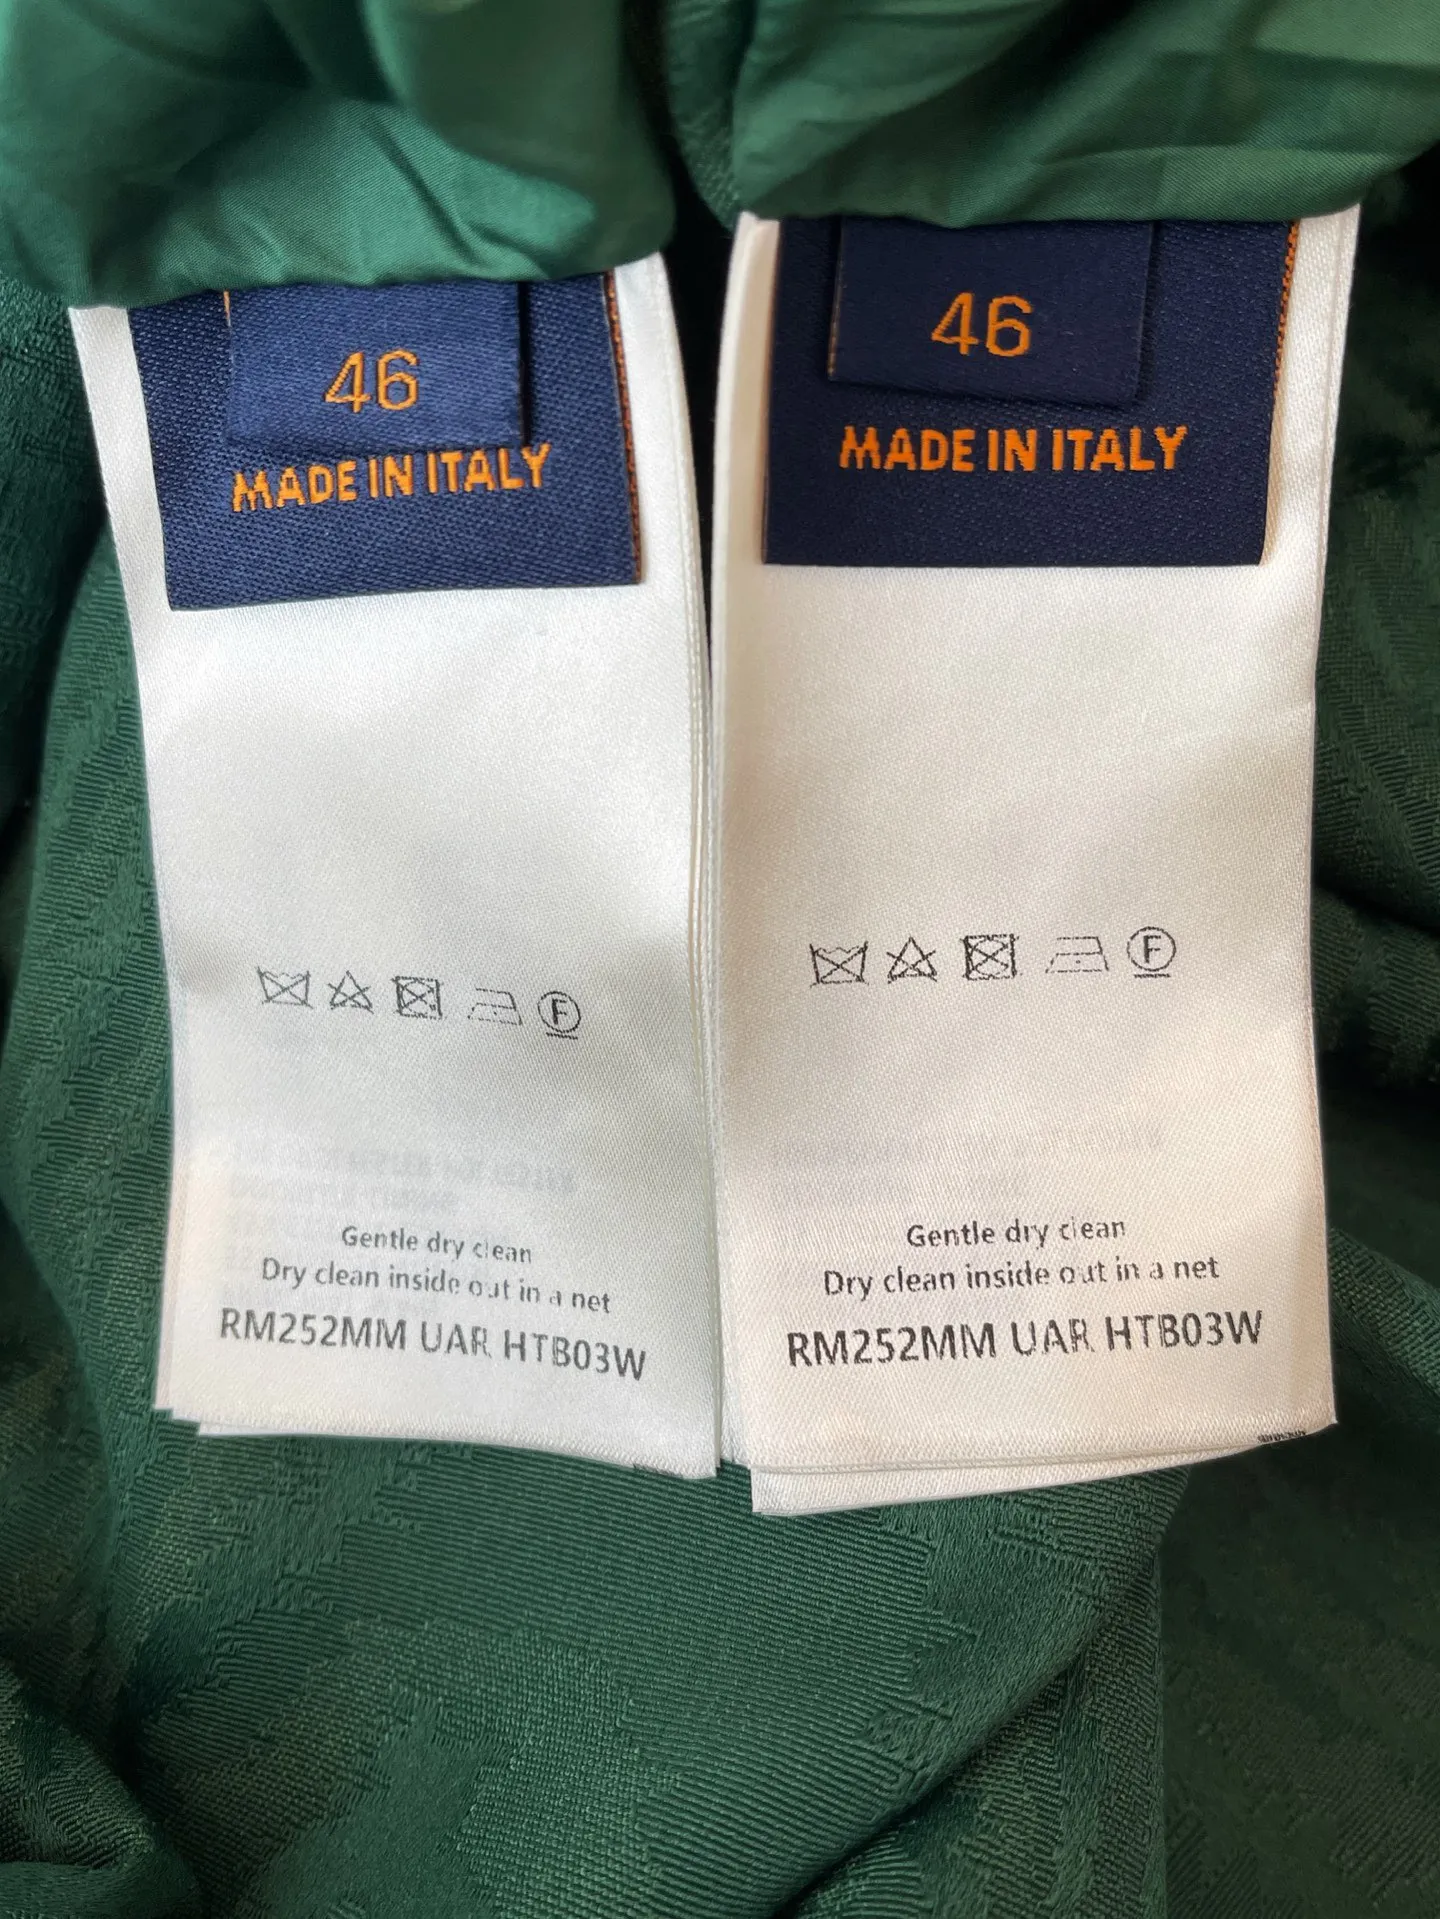 46
MADE IN ITALY
F
Gentle dry clean
Dry clean inside out in a net
RM252MM UAR HTB03W
46
MADE IN ITALY
F
Gentle dry clean
Dry clean inside out in a net
RM252MM UAR HTB03W